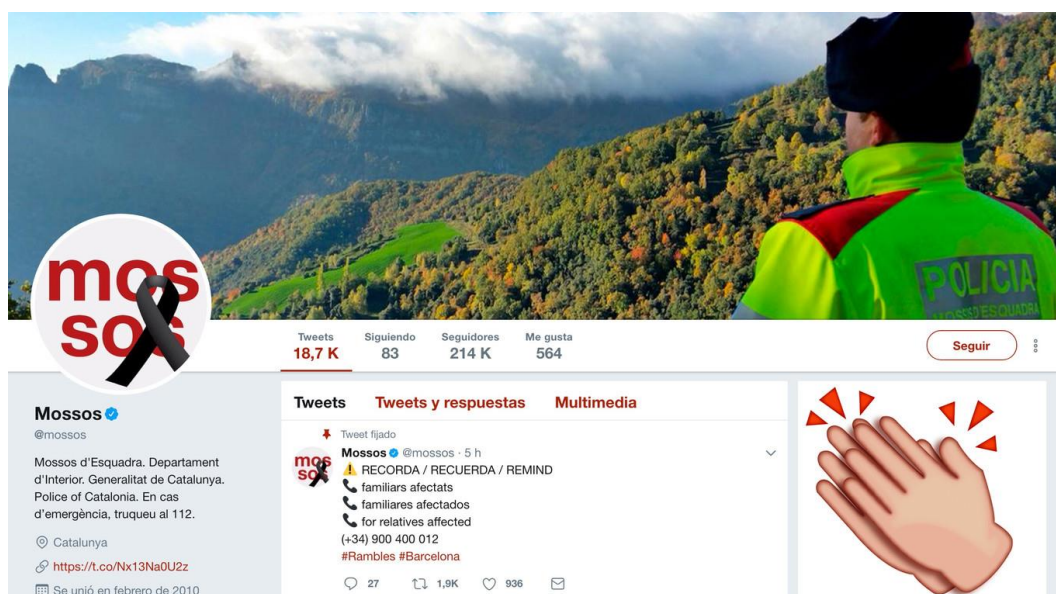 POLICIA
MOSSOS D'ESQUADRA
mos
sos
Tweets
18,7 K
Siguiendo
83
Seguidores
214 K
Me gusta
564
Seguir
Mossos
@mossos
Mossos d'Esquadra. Departament
d'Interior. Generalitat de Catalunya.
Police of Catalonia. En cas
d'emergència, truqueu al 112.
Catalunya
https://t.co/Nx13Na0U2z
Se unió en febrero de 2010
Tweets Tweets y respuestas Multimedia
Tweet fijado
mos
sos
Mossos @mossos · 5 h
RECORDA / RECUERDA / REMIND
familiars afectats
familiares afectados
for relatives affected
(+34) 900 400 012
#Rambles #Barcelona
27 1,9K 936